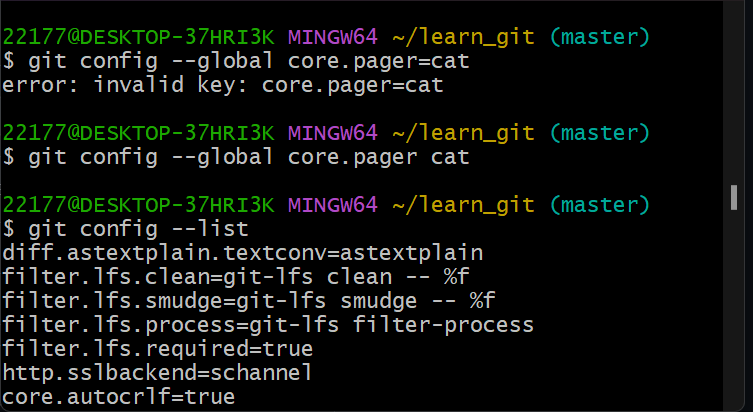 22177@DESKTOP-37HRI3K MINGW64 ~/learn_git (master)
$ git config --global core.pager=cat
error: invalid key: core.pager=cat
22177@DESKTOP-37HRI3K MINGW64 ~/learn_git (master)
$ git config --global core.pager cat
22177@DESKTOP-37HRI3K MINGW64 ~/learn_git (master)
$ git config --list
diff.astextplain.textconv=astextplain
filter.lfs.clean=git-lfs clean -- %f
filter.lfs.smudge=git-lfs smudge -- %f
filter.lfs.process=git-lfs filter-process
filter.lfs.required=true
http.sslbackend=schannel
core.autocrlf=true